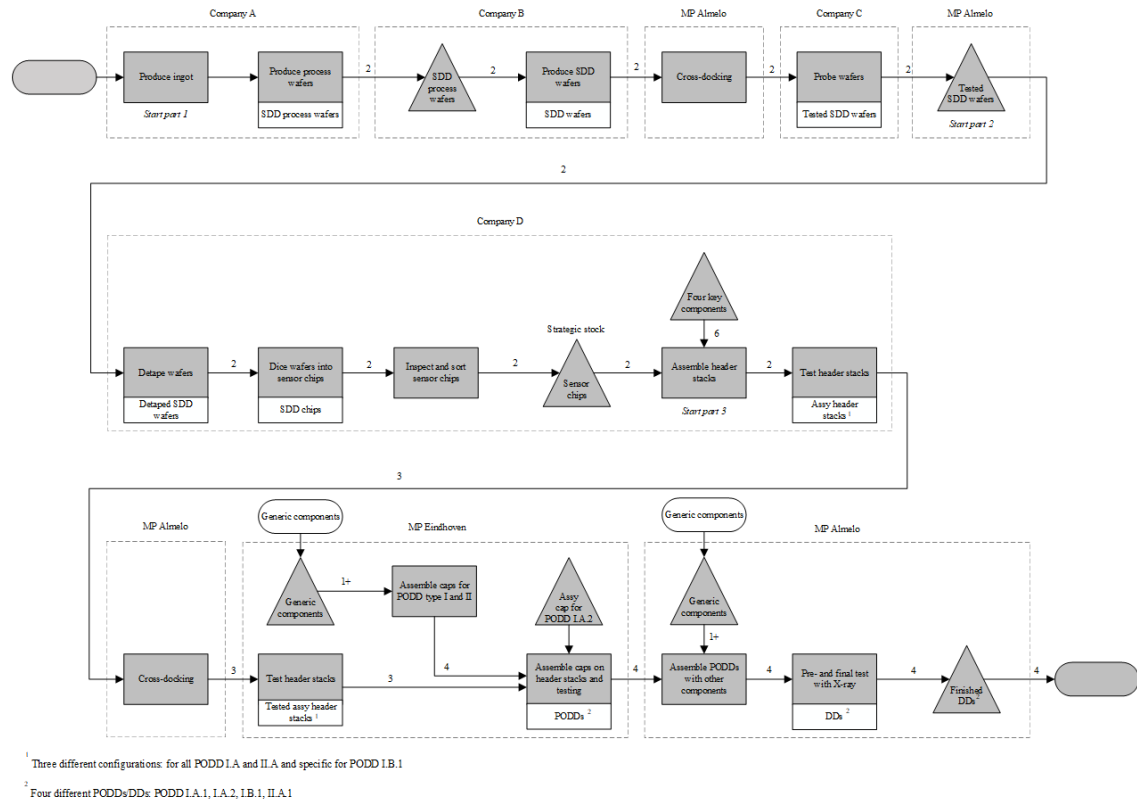 Company A
Company B
MP Almelo
Company C
MP Almelo
Produce ingot
Start part 1
Produce process
wafers
SDD process wafers
2
SDD
process
wafers
2
Produce SDD
wafers
SDD wafers
2
Cross-docking
2
Probe wafers
Tested SDD wafers
2
Tested
SDD wafers
Start part 2
2
Company D
Four key
components
6
Strategic stock
Detape wafers
Detaped SDD
wafers
2
Dice wafers into
sensor chips
SDD chips
2
Inspect and sort
sensor chips
2
Sensor
chips
2
Assemble header
stacks
Start part 3
2
Test header stacks
Assy header
stacks 1
3
MP Almelo
Generic components
MP Eindhoven
Generic components
MP Almelo
Generic
components
1+
Assemble caps for
PODD type I and II
Assy
cap for
PODD I.A.2
Generic
components
1+
4
Cross-docking
3
Test header stacks
Tested assy header
stacks 1
3
Assemble caps on
header stacks and
testing
PODDs 2
4
Assemble PODDs
with other
components
4
Pre- and final test
with X-ray
DDs 2
4
Finished
DDs 2
4
1 Three different configurations: for all PODD I.A and II.A and specific for PODD I.B.1
2 Four different PODDs/DDs: PODD I.A.1, I.A.2, I.B.1, II.A.1